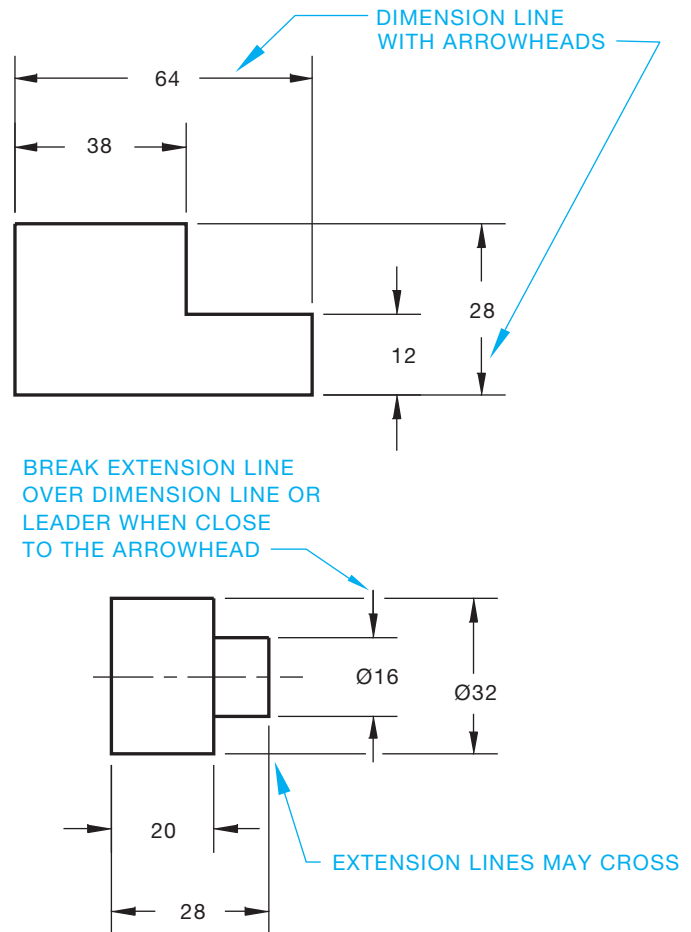 DIMENSION LINE
WITH ARROWHEADS
64
38
28
12
BREAK EXTENSION LINE
OVER DIMENSION LINE OR
LEADER WHEN CLOSE
TO THE ARROWHEAD
Ø16
Ø32
20
EXTENSION LINES MAY CROSS
28